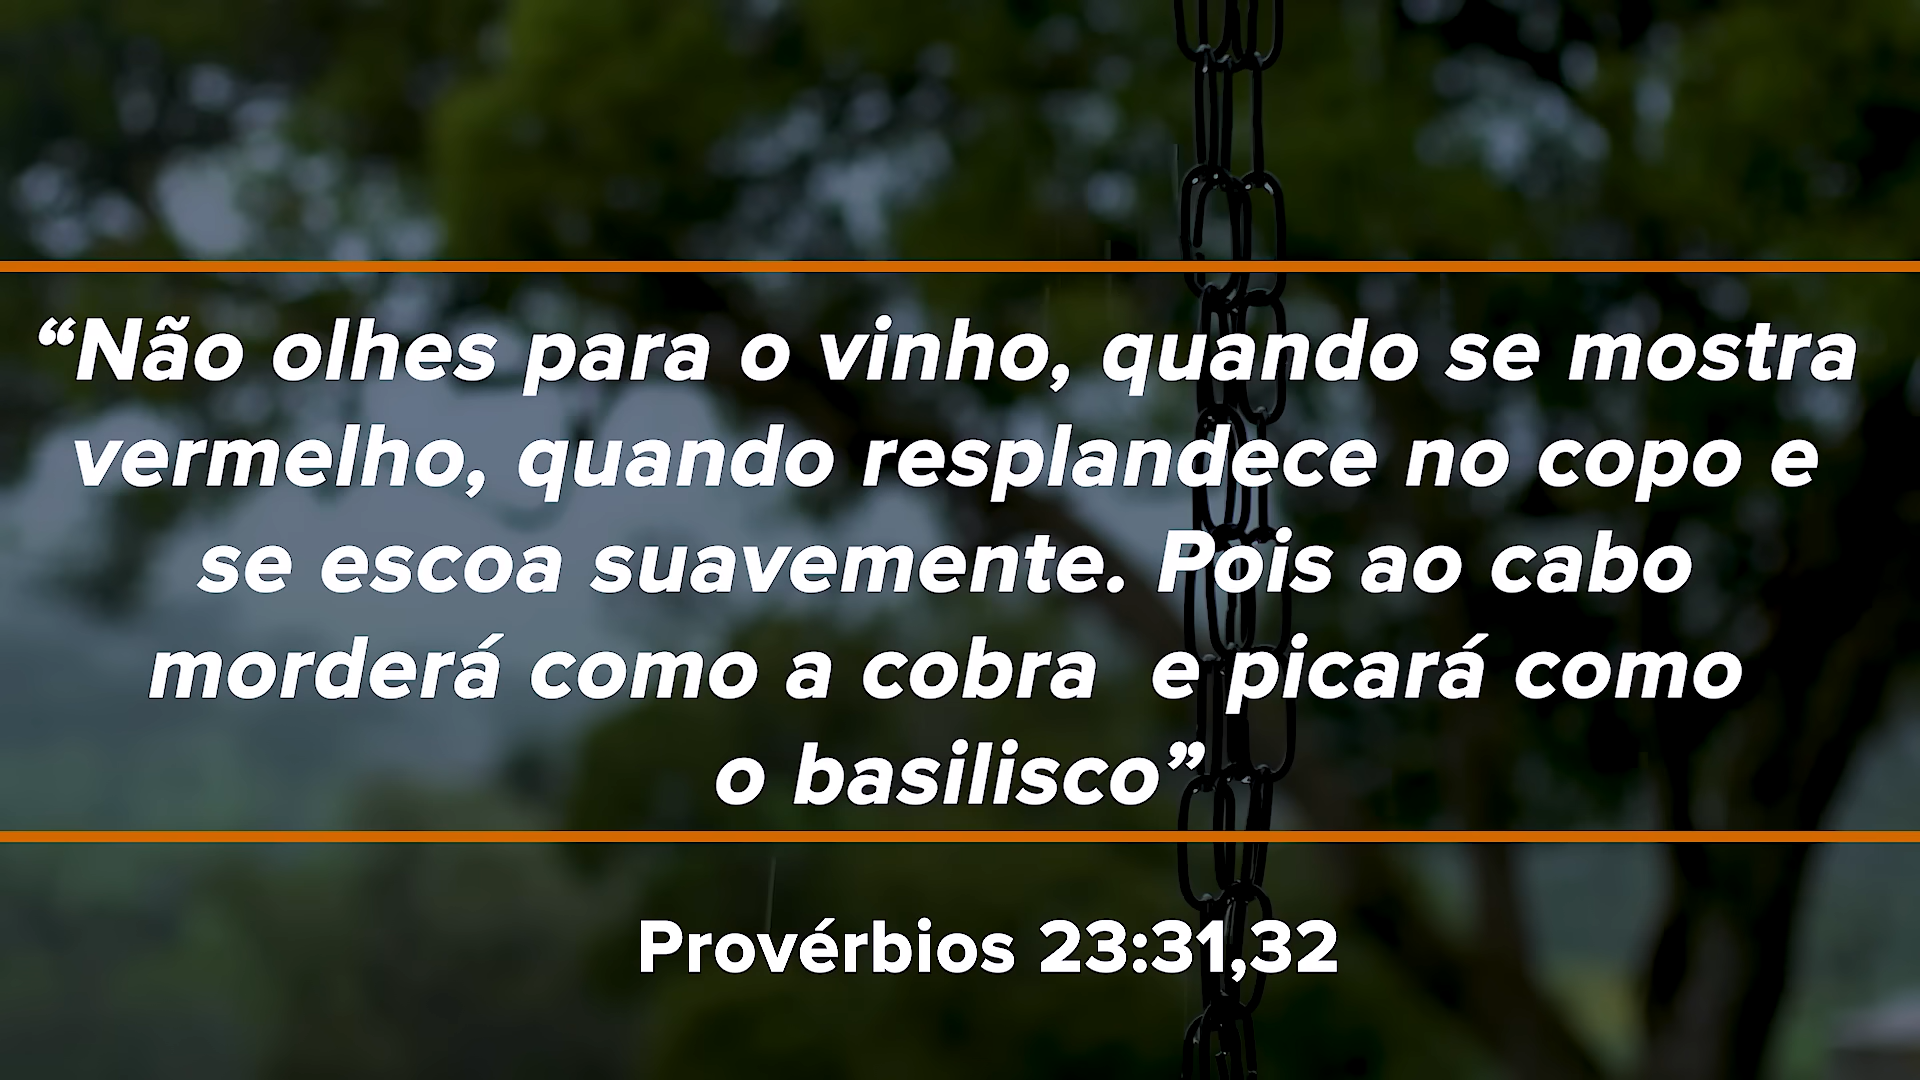 “Não olhes para o vinho, quando se mostra
vermelho, quando resplandece no copo e
se escoa suavemente. Pois ao cabo
morderá como a cobra  e picará como
o basilisco”
Provérbios 23:31,32